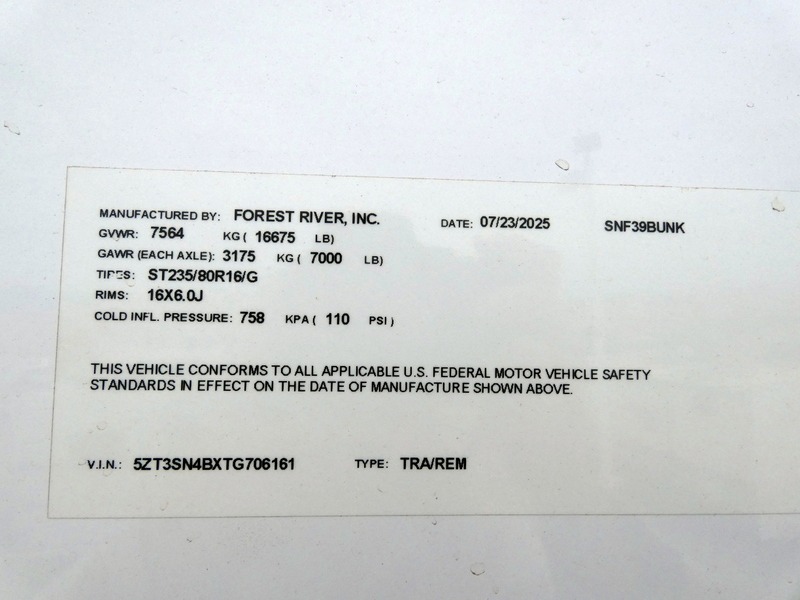 MANUFACTURED BY: FOREST RIVER, INC. DATE: 07/23/2025 SNF39BUNK
GVWR: 7564 KG ( 16675 LB)
GAWR (EACH AXLE): 3175 KG ( 7000 LB)
TIRES: ST235/80R16/G
RIMS: 16X6.0J
COLD INFL. PRESSURE: 758 KPA ( 110 PSI )
THIS VEHICLE CONFORMS TO ALL APPLICABLE U.S. FEDERAL MOTOR VEHICLE SAFETY
STANDARDS IN EFFECT ON THE DATE OF MANUFACTURE SHOWN ABOVE.
V.I.N.: 5ZT3SN4BXTG706161 TYPE: TRA/REM